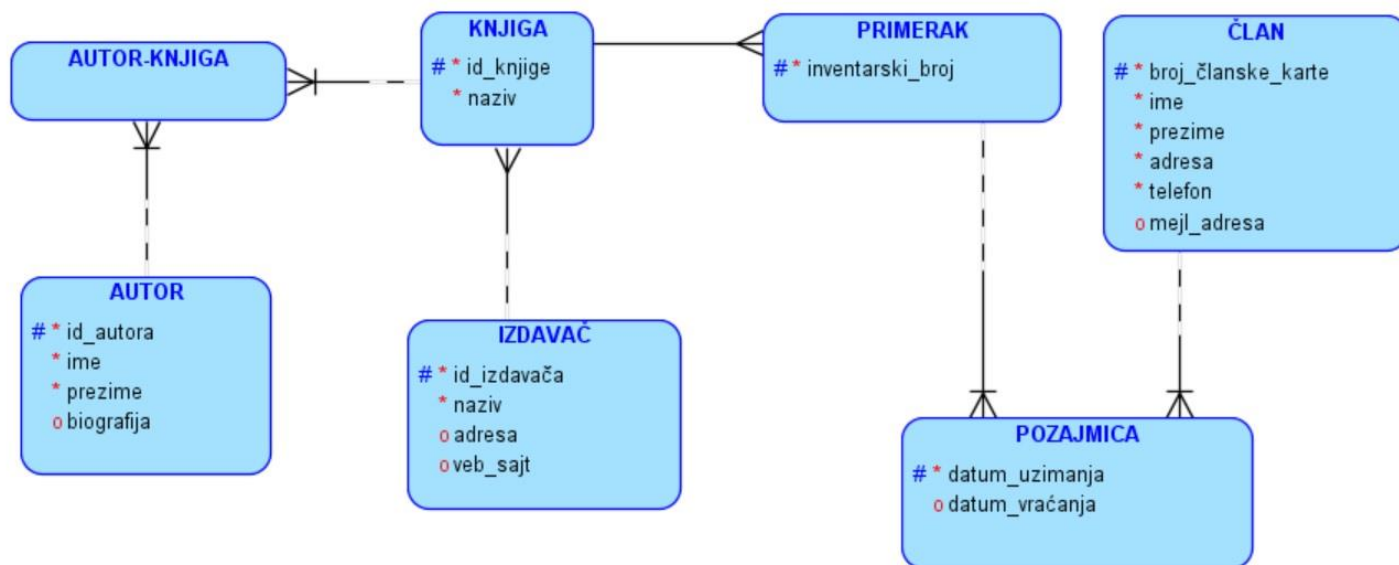 AUTOR-KNJIGA
KNJIGA
# * id_knjige
* naziv
PRIMERAK
# * inventarski_broj
ČLAN
# * broj_članske_karte
* ime
* prezime
* adresa
* telefon
o mejl_adresa
AUTOR
# * id_autora
* ime
* prezime
o biografija
IZDAVAČ
# * id_izdavača
* naziv
o adresa
o veb_sajt
POZAJMICA
# * datum_uzimanja
o datum_vraćanja